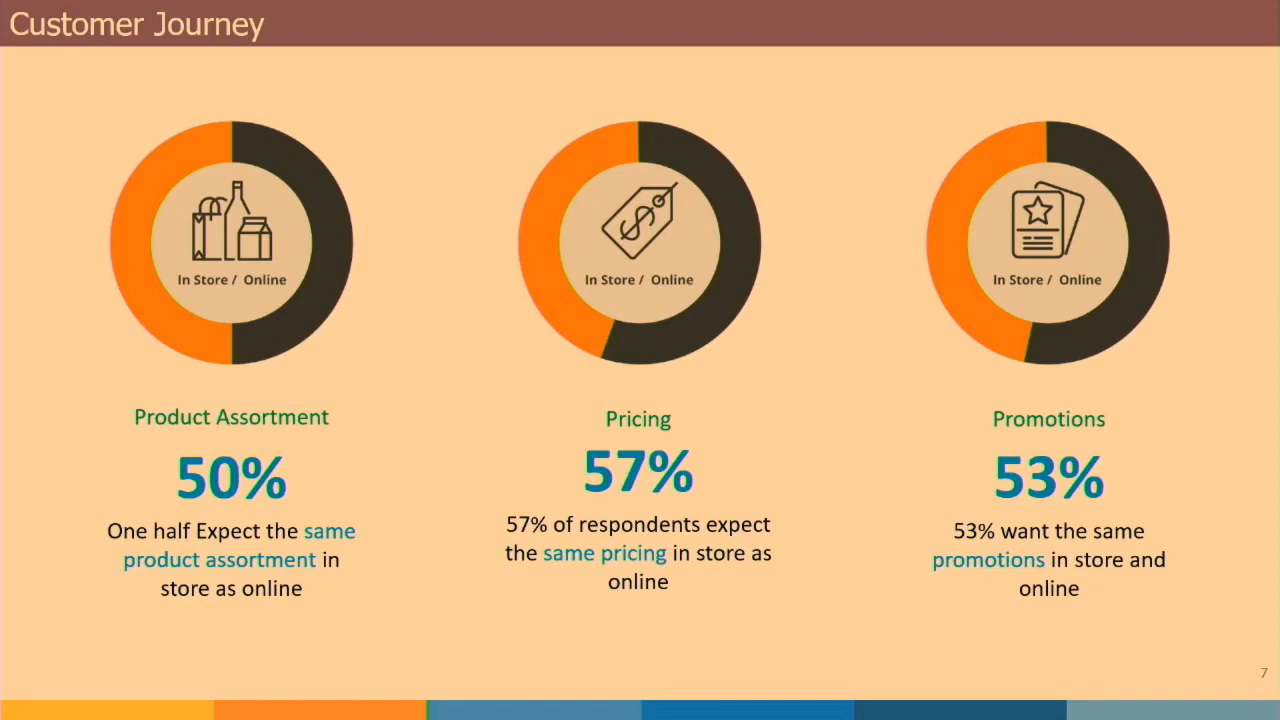 Customer Journey
In Store / Online
In Store / Online
In Store / Online
Product Assortment
50%
One half Expect the same
product assortment in
store as online
Pricing
57%
57% of respondents expect
the same pricing in store as
online
Promotions
53%
53% want the same
promotions in store and
online
7